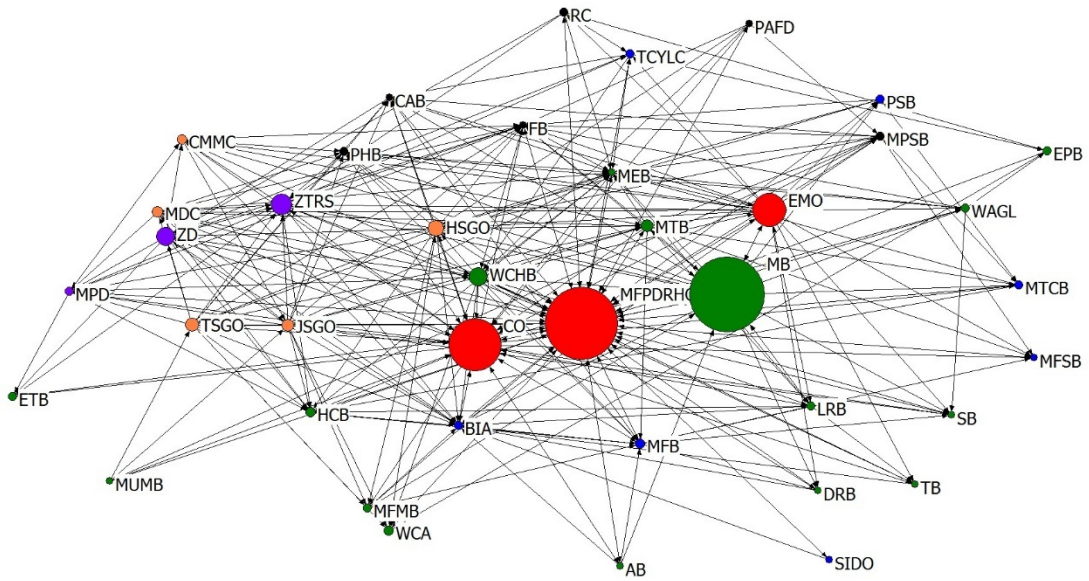 RC
PAFD
TCYLC
CAB
PSB
FB
MPSB
CMMC
PHB
EPB
MEB
ZTRS
EMO
MDC
WAGL
HSGO
MTB
ZD
MB
WCHB
MPD
MFPDRHO
MTCB
TSGO
JSGO
CO
MFSB
ETB
HCB
LRB
SB
BIA
MFB
MUMB
DRB
TB
MFMB
WCA
AB
SIDO